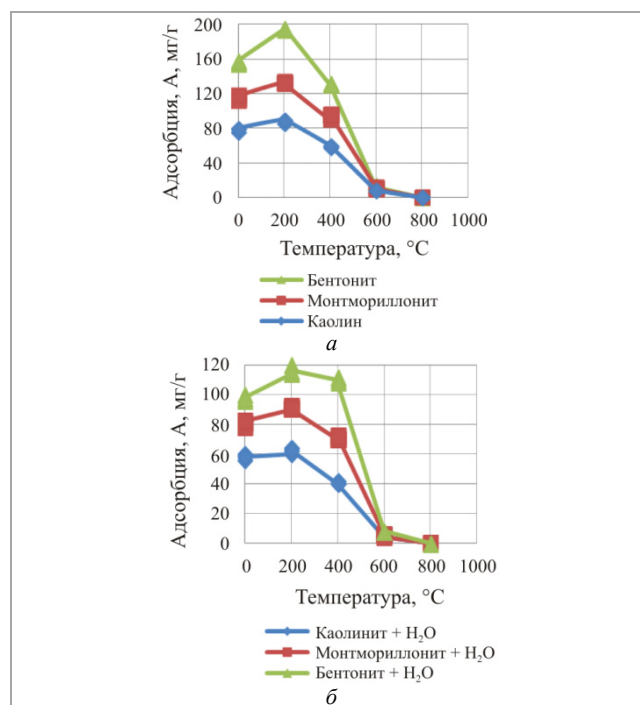 200
160
120
80
40
0
Адсорбция, А, мг/г
0 200 400 600 800 1000
Температура, °С
Бентонит
Монтмориллонит
Каолин
а
120
100
80
60
40
20
0
Адсорбция, А, мг/г
0 200 400 600 800 1000
Температура, °С
Каолинит + H₂O
Монтмориллонит + H₂O
Бентонит + H₂O
б